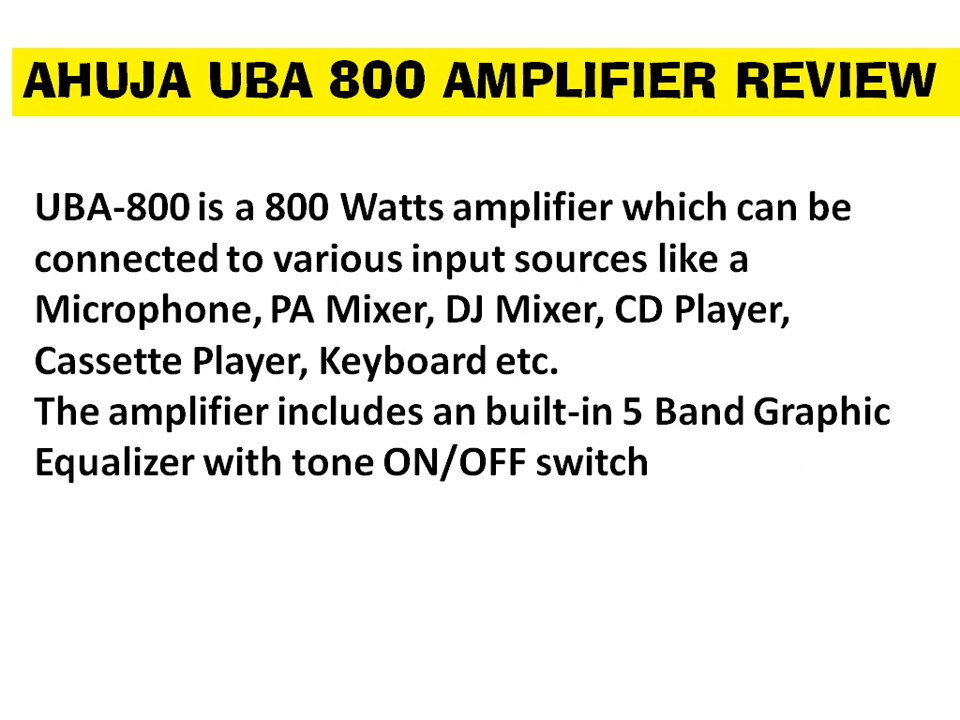 AHUJA UBA 800 AMPLIFIER REVIEW
UBA-800 is a 800 Watts amplifier which can be
connected to various input sources like a
Microphone, PA Mixer, DJ Mixer, CD Player,
Cassette Player, Keyboard etc.
The amplifier includes an built-in 5 Band Graphic
Equalizer with tone ON/OFF switch